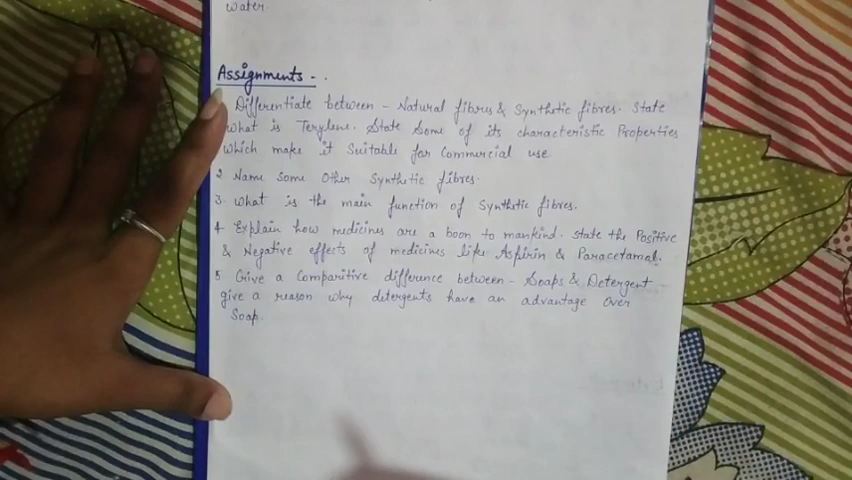 water.
Assignments -.
Differentiate between - Natural fibres & Synthetic fibres. State
what is Terylene. State Some of its characteristic Properties
which make it Suitable for Commercial use
2 Name some Other Synthetic fibres.
3. What is the main function of Synthetic fibres.
4 Explain how medicines are a boon to mankind. State the Positive
& Negative effects of medicines like Aspirin & Paracetamal.
5 Give a Comparitive difference between - Soaps & Detergent
give a reason why detergents have an advantage Over
Soap.